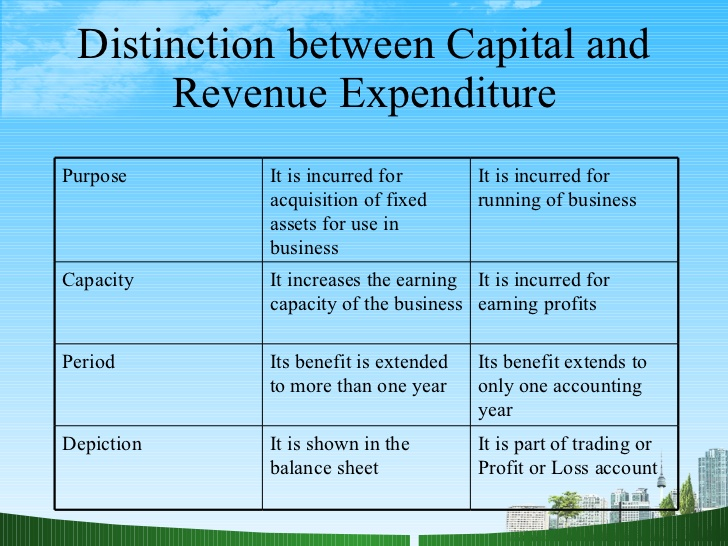 Distinction between Capital and
Revenue Expenditure
Purpose
It is incurred for
acquisition of fixed
assets for use in
business
It is incurred for
running of business
Capacity
It increases the earning
capacity of the business
It is incurred for
earning profits
Period
Its benefit is extended
to more than one year
Its benefit extends to
only one accounting
year
Depiction
It is shown in the
balance sheet
It is part of trading or
Profit or Loss account